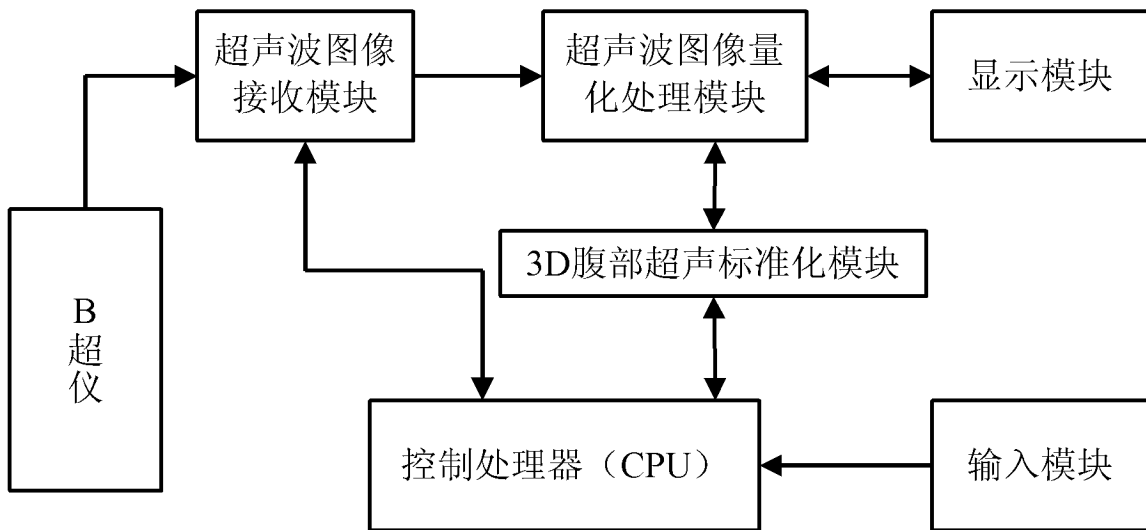 超声波图像
接收模块
超声波图像量
化处理模块
显示模块
3D腹部超声标准化模块
B
超
仪
控制处理器（CPU）
输入模块